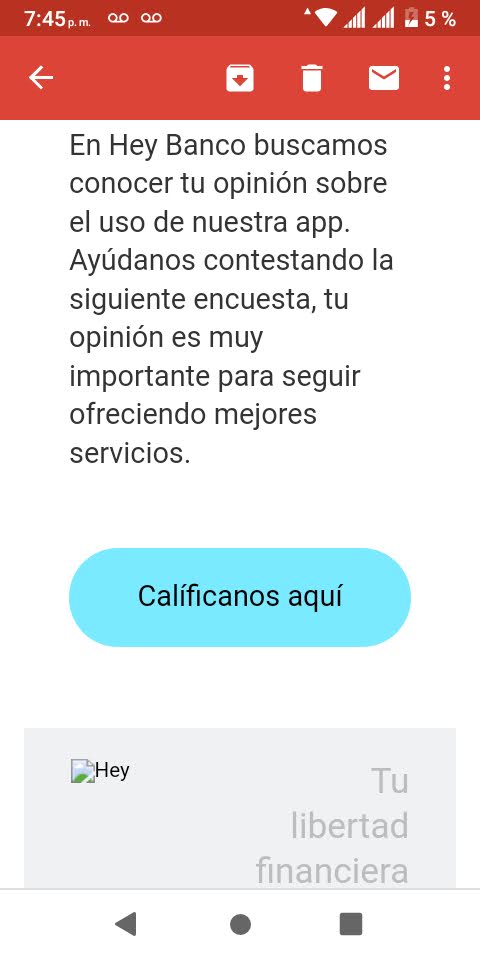 7:45 p. m. 5 %
En Hey Banco buscamos
conocer tu opinión sobre
el uso de nuestra app.
Ayúdanos contestando la
siguiente encuesta, tu
opinión es muy
importante para seguir
ofreciendo mejores
servicios.
Calíficanos aquí
Hey
Tu
libertad
financiera